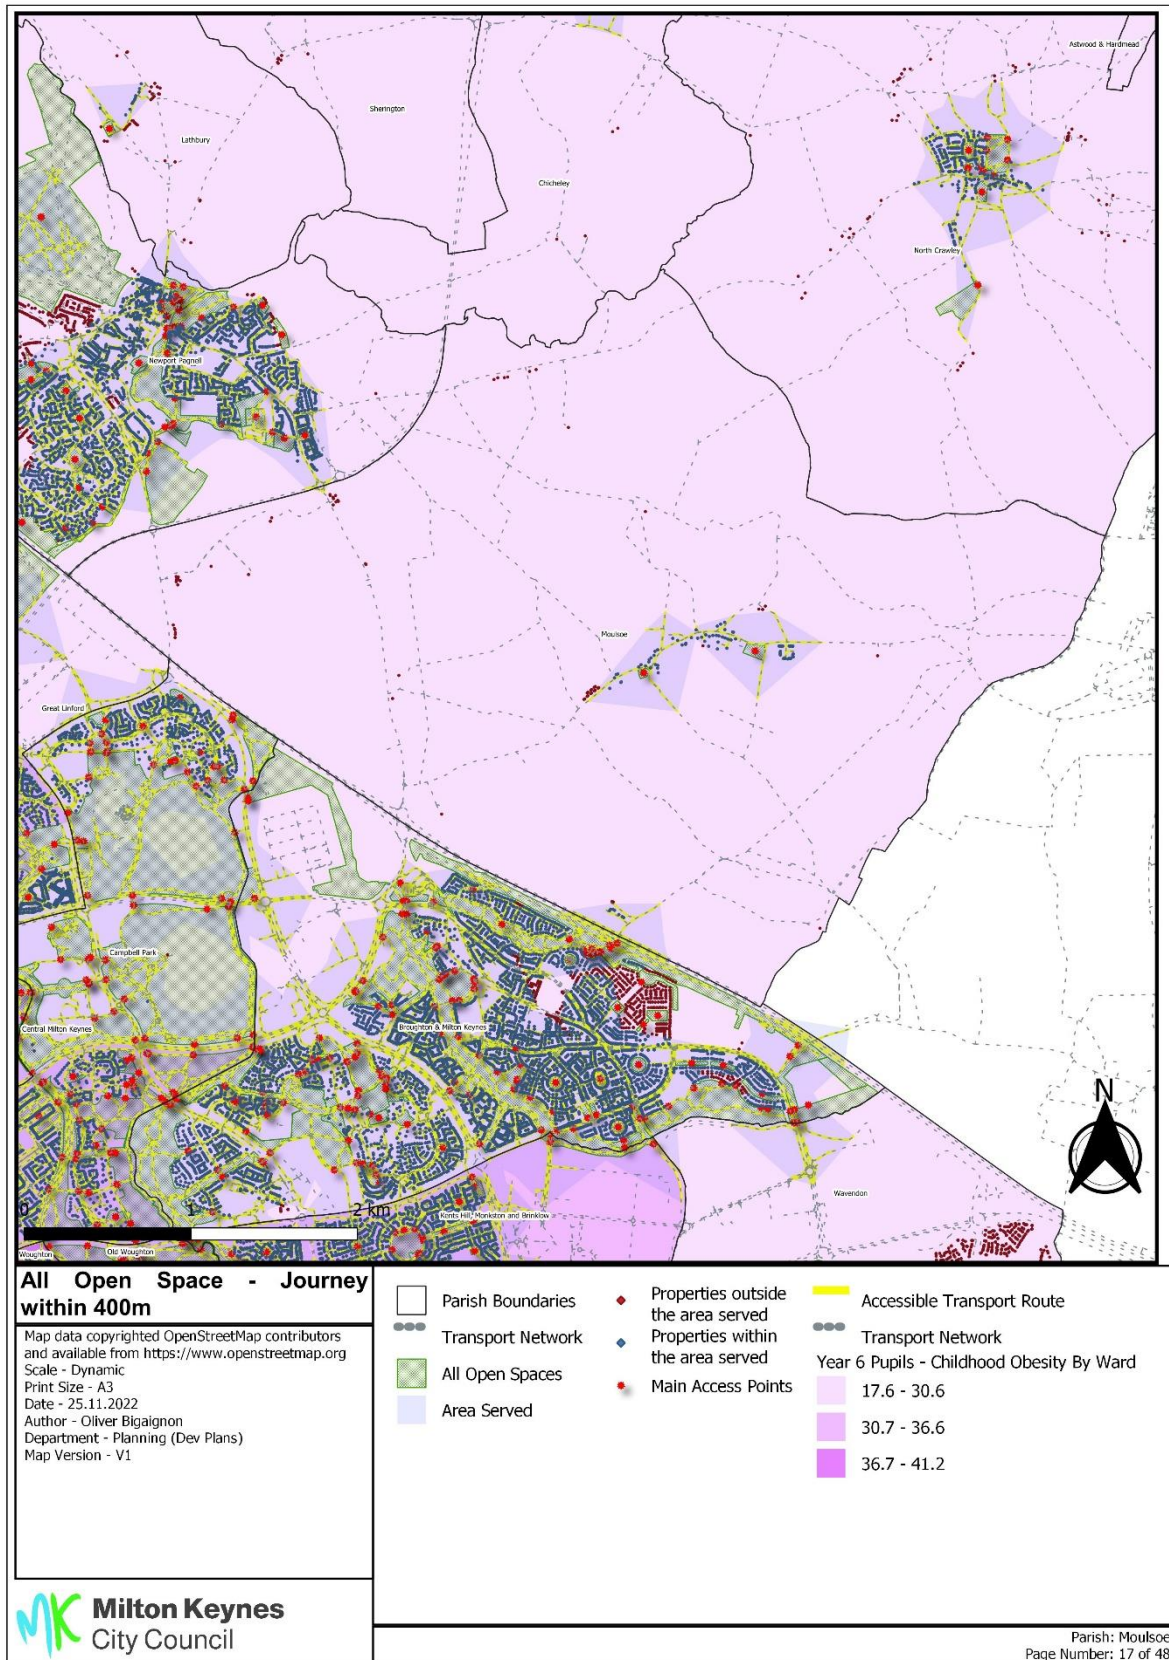 Astwood & Hardmead
Sherington
Lathbury
Chicheley
North Crawley
Newport Pagnell
Moulsoe
Great Linford
Campbell Park
Central Milton Keynes
Broughton & Milton Keynes
Wavendon
Kents Hill, Monkston and Brinklow
0 1 2 km
Woughton
Old Woughton
N
All Open Space - Journey
within 400m
Map data copyrighted OpenStreetMap contributors
and available from https://www.openstreetmap.org
Scale - Dynamic
Print Size - A3
Date - 25.11.2022
Author - Oliver Bigaignon
Department - Planning (Dev Plans)
Map Version - V1
Milton Keynes
City Council
Parish Boundaries
Transport Network
All Open Spaces
Area Served
Properties outside
the area served
Properties within
the area served
Main Access Points
Accessible Transport Route
Transport Network
Year 6 Pupils - Childhood Obesity By Ward
17.6 - 30.6
30.7 - 36.6
36.7 - 41.2
Parish: Moulsoe
Page Number: 17 of 48